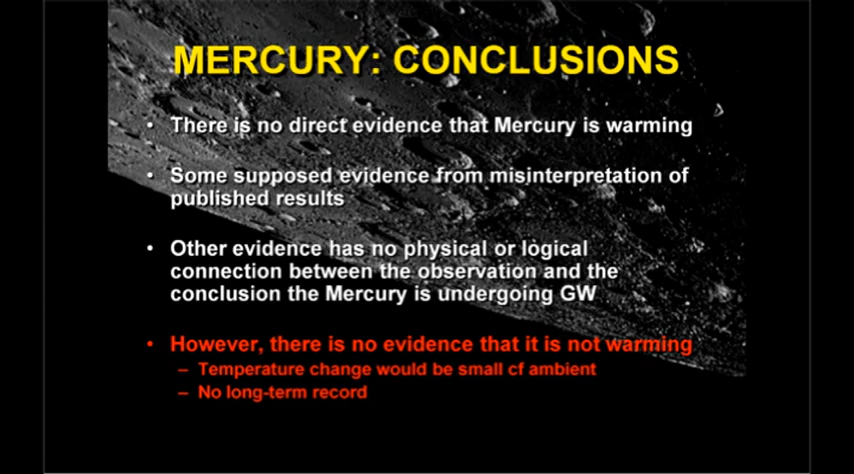 MERCURY: CONCLUSIONS
• There is no direct evidence that Mercury is warming
• Some supposed evidence from misinterpretation of
published results
• Other evidence has no physical or logical
connection between the observation and the
conclusion the Mercury is undergoing GW
• However, there is no evidence that it is not warming
– Temperature change would be small cf ambient
– No long-term record